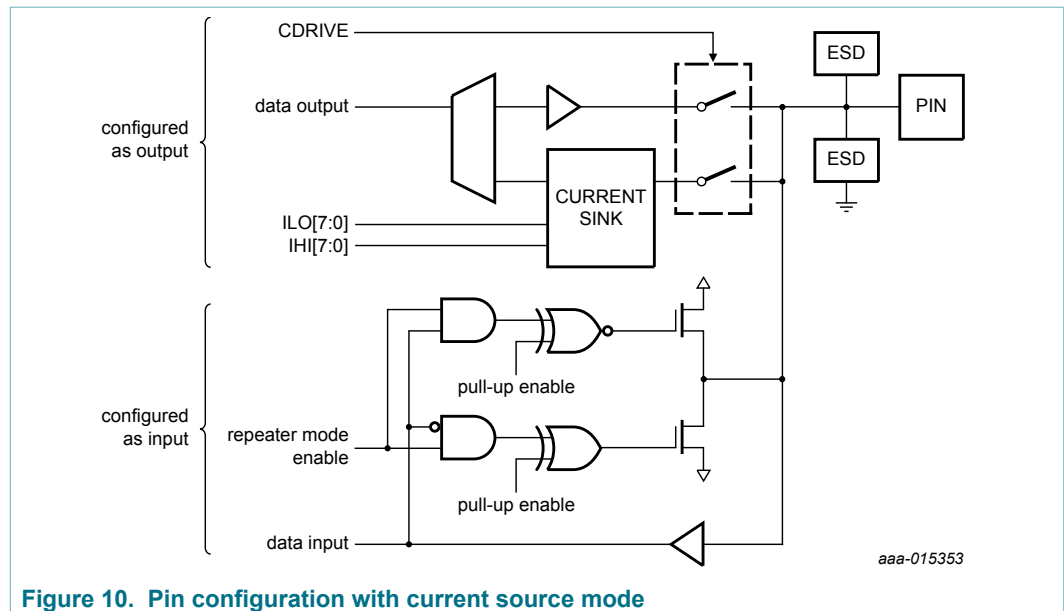 CDRIVE
ESD
data output
PIN
configured
as output
ESD
CURRENT
SINK
ILO[7:0]
IHI[7:0]
pull-up enable
configured
as input
repeater mode
enable
pull-up enable
data input
aaa-015353
Figure 10. Pin configuration with current source mode